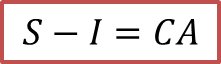 S − I = CA